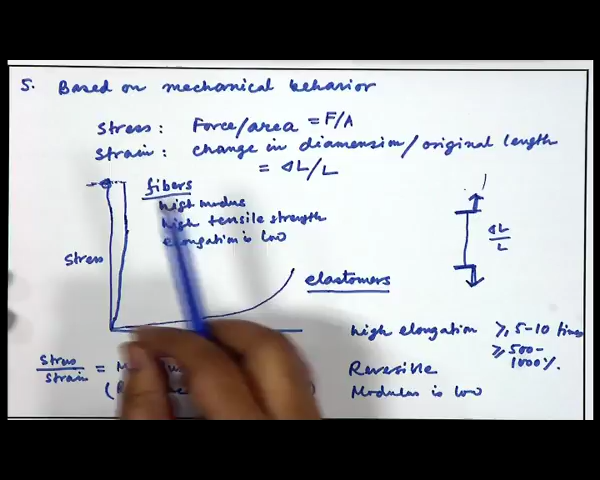 5. Based on mechanical behavior
Stress: Force/area = F/A
Strain: change in diamension/original length
= ΔL/L
fibers
high modus
high tensile strength
elongation is low
Stress
ΔL/L
elastomers
high elongation ≥ 5-10 times
≥ 500-
1000%.
Stress/Strain =
Reversible
Modulus is low